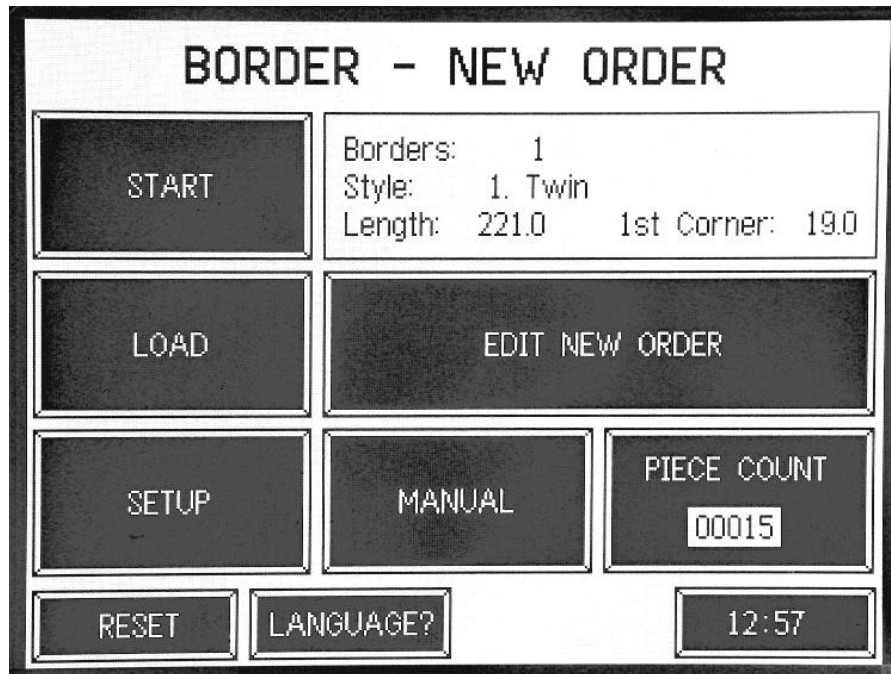 BORDER - NEW ORDER
START
Borders: 1
Style: 1. Twin
Length: 221.0 1st Corner: 19.0
LOAD
EDIT NEW ORDER
SETUP
MANUAL
PIECE COUNT
00015
RESET
LANGUAGE?
12:57